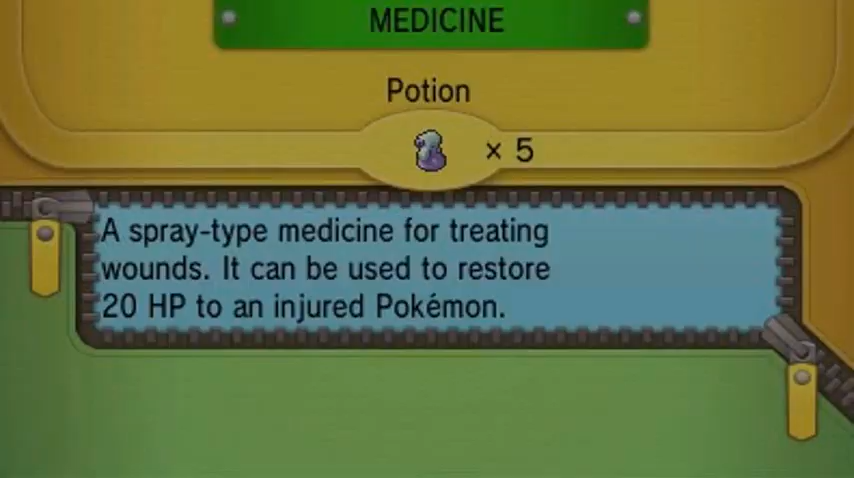 MEDICINE
Potion
× 5
A spray-type medicine for treating
wounds. It can be used to restore
20 HP to an injured Pokémon.